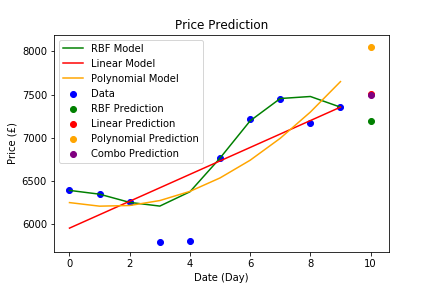 Price Prediction
Price (£)
8000
7500
7000
6500
6000
RBF Model
Linear Model
Polynomial Model
Data
RBF Prediction
Linear Prediction
Polynomial Prediction
Combo Prediction
0 2 4 6 8 10
Date (Day)